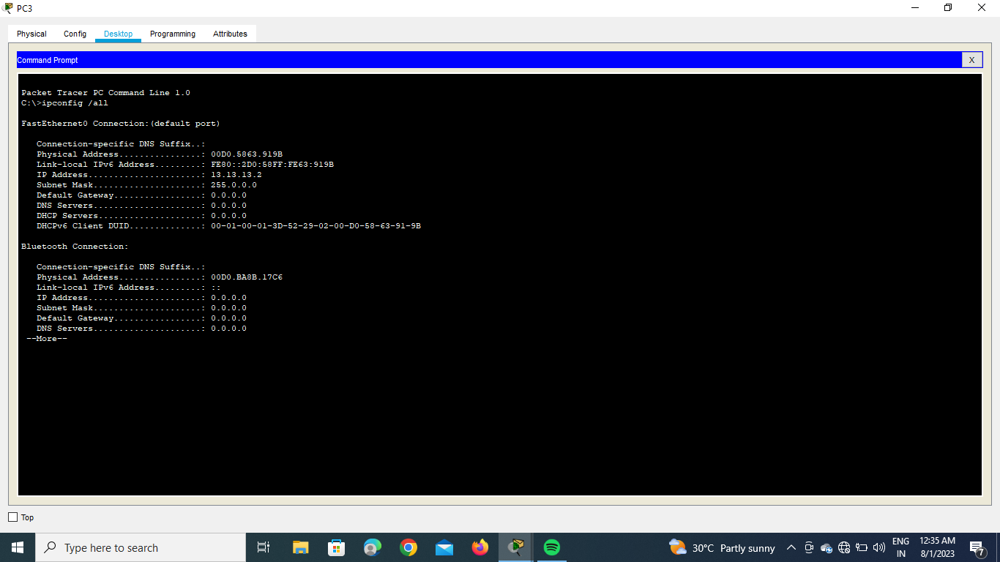 PC3
Physical Config Desktop Programming Attributes
Command Prompt X
Packet Tracer PC Command Line 1.0
C:\>ipconfig /all
FastEthernet0 Connection:(default port)
Connection-specific DNS Suffix..:
Physical Address................: 00D0.5863.919B
Link-local IPv6 Address.........: FE80::2D0:58FF:FE63:919B
IP Address......................: 13.13.13.2
Subnet Mask.....................: 255.0.0.0
Default Gateway.................: 0.0.0.0
DNS Servers.....................: 0.0.0.0
DHCP Servers....................: 0.0.0.0
DHCPv6 Client DUID..............: 00-01-00-01-3D-52-29-02-00-D0-58-63-91-9B
Bluetooth Connection:
Connection-specific DNS Suffix..:
Physical Address................: 00D0.BA8B.17C6
Link-local IPv6 Address.........: ::
IP Address......................: 0.0.0.0
Subnet Mask.....................: 0.0.0.0
Default Gateway.................: 0.0.0.0
DNS Servers.....................: 0.0.0.0
--More--
Top
Type here to search
30°C Partly sunny
ENG
IN
12:35 AM
8/1/2023
7